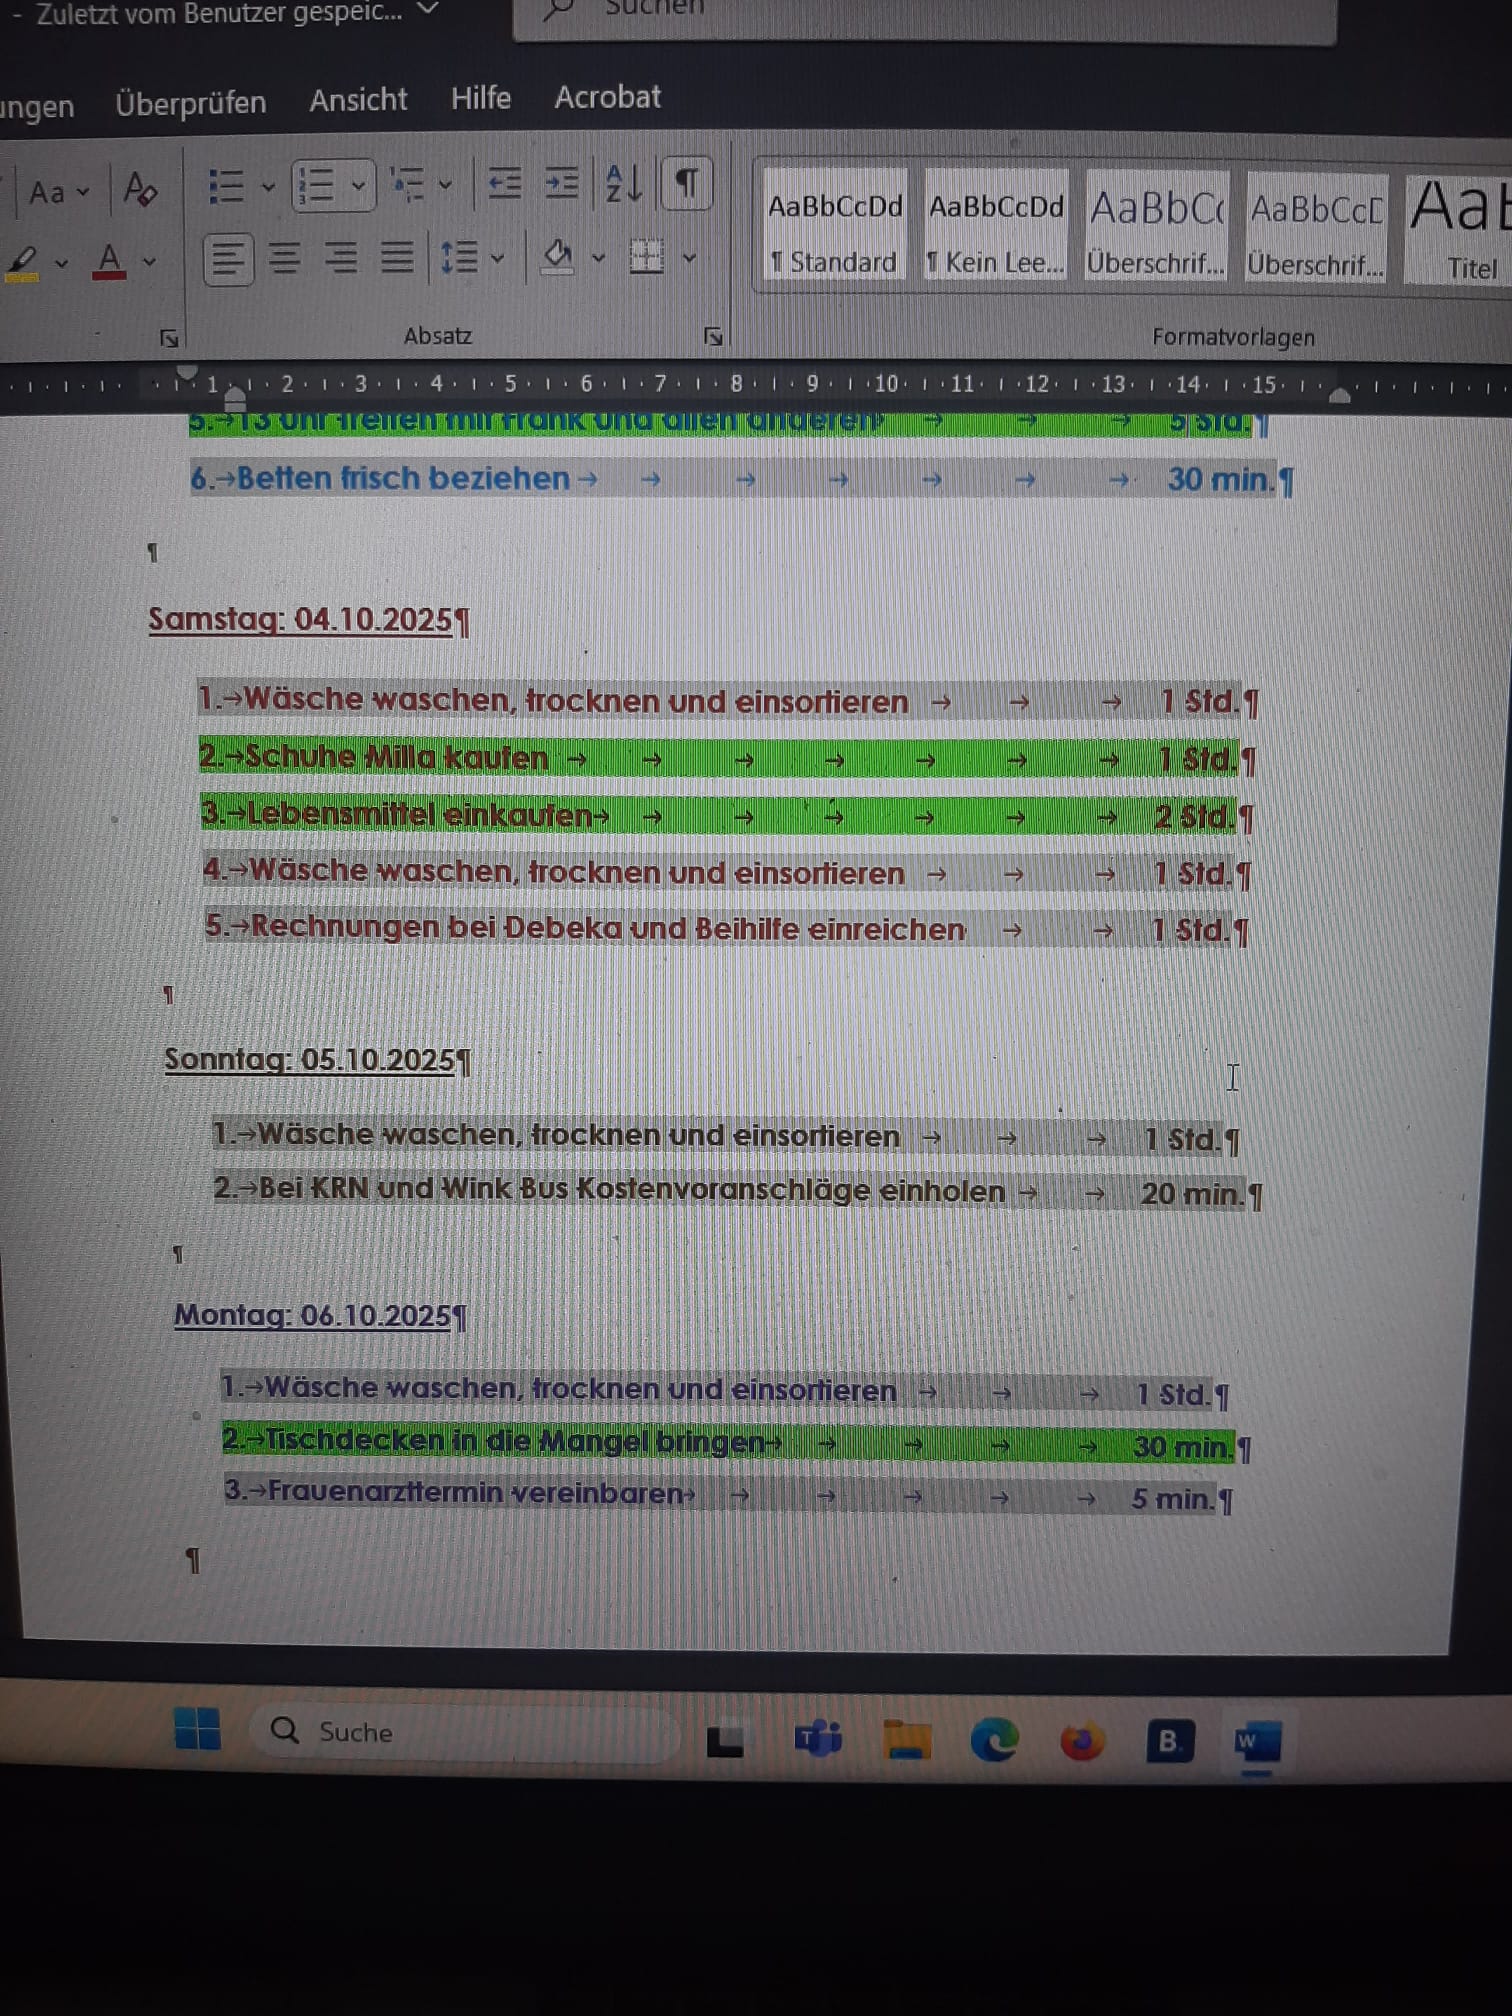 - Zuletzt vom Benutzer gespeic...
Suchen
ungen Überprüfen Ansicht Hilfe Acrobat
Aa
A
AaBbCcDd AaBbCcDd AaBbCc AaBbCcD AaB
¶ Standard ¶ Kein Lee... Überschrif... Überschrif... Titel
Absatz Formatvorlagen
1 2 3 4 5 6 7 8 9 10 11 12 13 14 15
5.→13 Uhr Treffen mit Frank und allen anderen→ → → → 5 Std.¶
6.→Betten frisch beziehen→ → → → → → → 30 min.¶
¶
Samstag: 04.10.2025¶
1.→Wäsche waschen, trocknen und einsortieren → → → 1 Std.¶
2.→Schuhe Milla kaufen → → → → → → → 1 Std.¶
3.→Lebensmittel einkaufen→ → → → → → → 2 Std.¶
4.→Wäsche waschen, trocknen und einsortieren → → → 1 Std.¶
5.→Rechnungen bei Debeka und Beihilfe einreichen → → 1 Std.¶
¶
Sonntag: 05.10.2025¶
1.→Wäsche waschen, trocknen und einsortieren → → → 1 Std.¶
2.→Bei KRN und Wink Bus Kostenvoranschläge einholen → → 20 min.¶
¶
Montag: 06.10.2025¶
1.→Wäsche waschen, trocknen und einsortieren → → → 1 Std.¶
2.→Tischdecken in die Mangel bringen→ → → → → 30 min.¶
3.→Frauenarzttermin vereinbaren→ → → → → → 5 min.¶
¶
Suche
T
B.
W